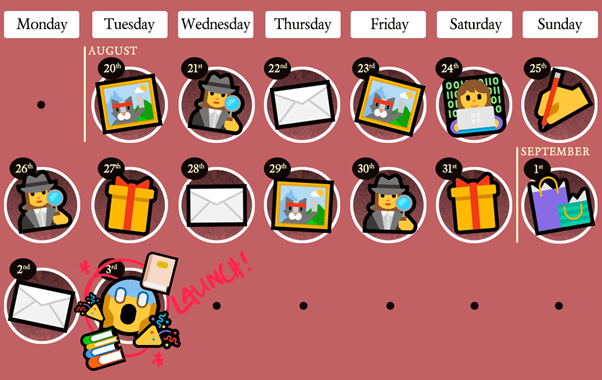 Monday Tuesday Wednesday Thursday Friday Saturday Sunday
AUGUST
20th 21st 22nd 23rd 24th 25th
SEPTEMBER
26th 27th 28th 29th 30th 31st 1st
2nd 3rd
LAUNCH!